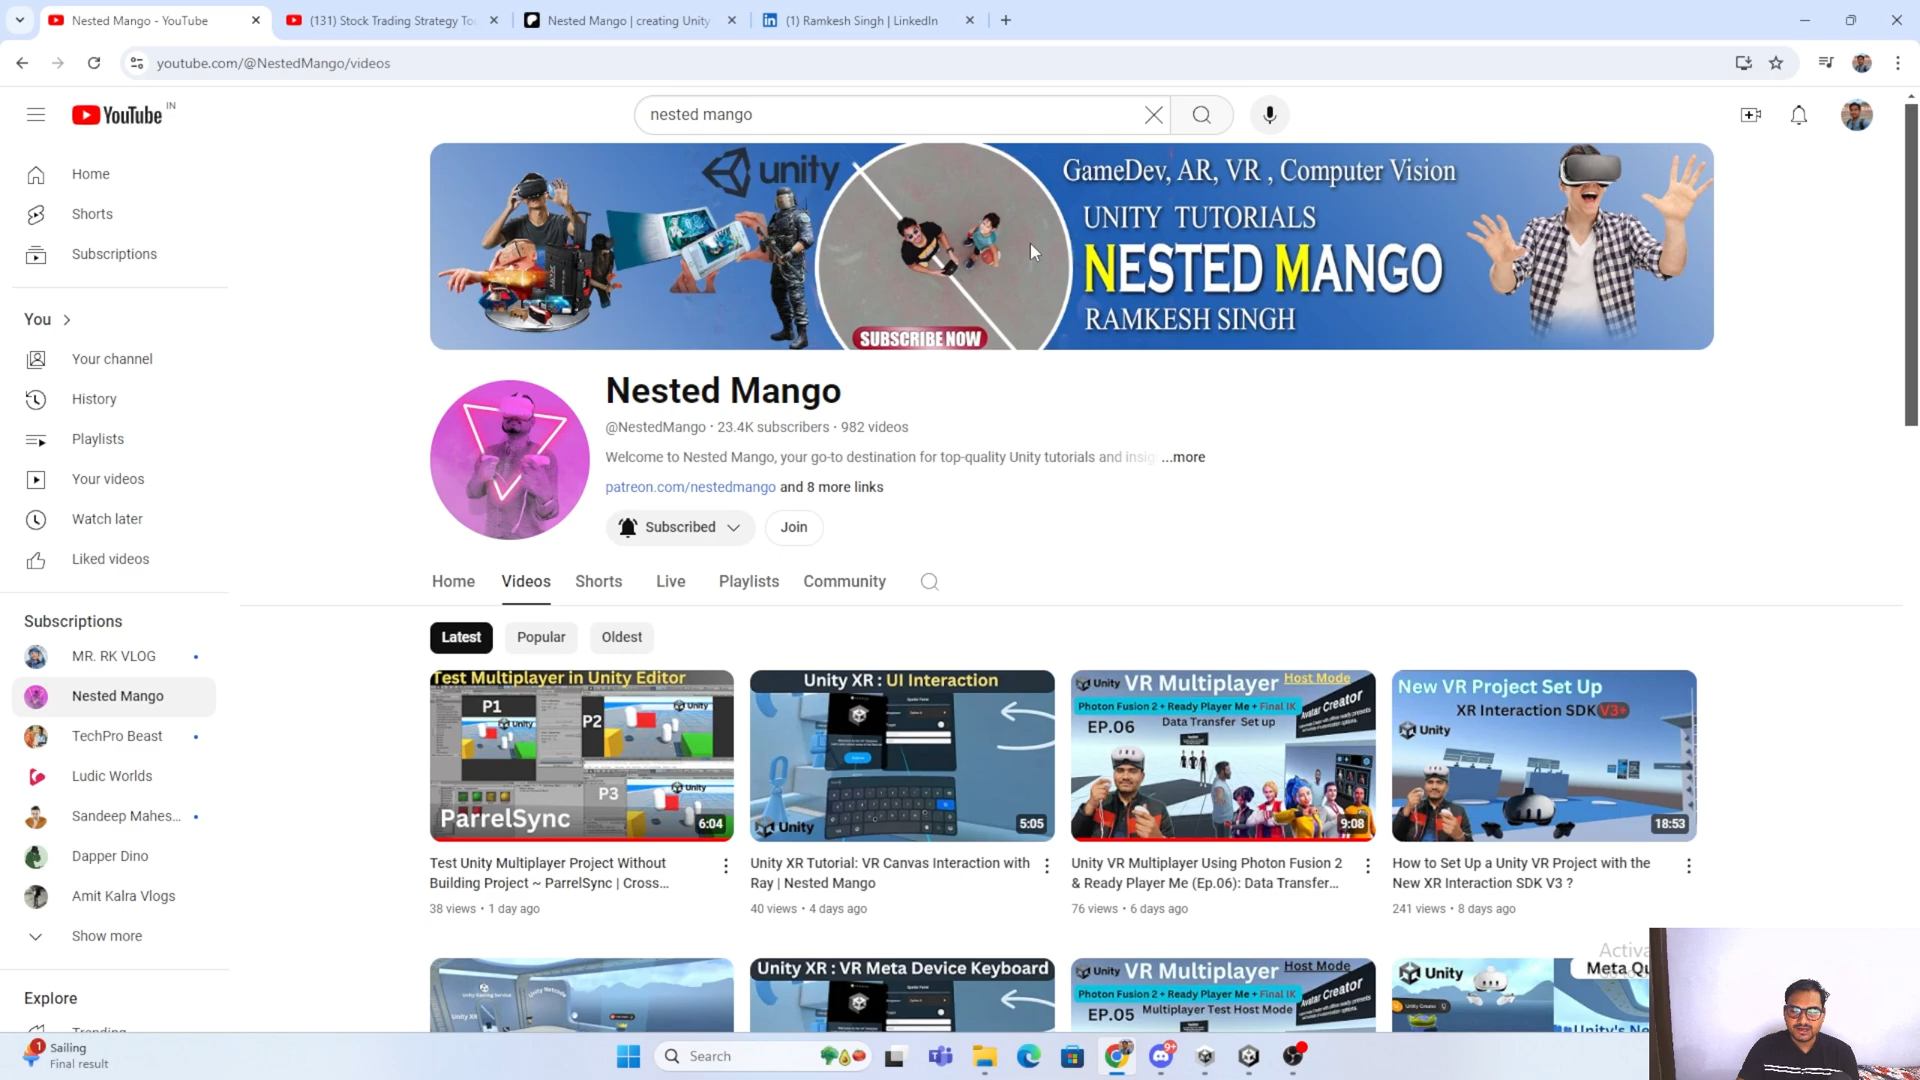 Nested Mango - YouTube
(131) Stock Trading Strategy To
Nested Mango | creating Unity
(1) Ramkesh Singh | LinkedIn
youtube.com/@NestedMango/videos
YouTube IN
nested mango
Home
Shorts
Subscriptions
You
Your channel
History
Playlists
Your videos
Watch later
Liked videos
Subscriptions
MR. RK VLOG
Nested Mango
TechPro Beast
Ludic Worlds
Sandeep Mahes...
Dapper Dino
Amit Kalra Vlogs
Show more
Explore
Trending
unity
SUBSCRIBE NOW
GameDev, AR, VR , Computer Vision
UNITY TUTORIALS
NESTED MANGO
RAMKESH SINGH
Nested Mango
@NestedMango · 23.4K subscribers · 982 videos
Welcome to Nested Mango, your go-to destination for top-quality Unity tutorials and insig ...more
patreon.com/nestedmango and 8 more links
Subscribed
Join
Home Videos Shorts Live Playlists Community
Latest Popular Oldest
Test Multiplayer in Unity Editor
P1
Unity
P2
Unity
P3
Unity
ParrelSync
6:04
Test Unity Multiplayer Project Without
Building Project ~ ParrelSync | Cross...
38 views • 1 day ago
Unity XR : UI Interaction
Unity
5:05
Unity XR Tutorial: VR Canvas Interaction with
Ray | Nested Mango
40 views • 4 days ago
Unity VR Multiplayer Host Mode
Photon Fusion 2 + Ready Player Me + Final IK
EP.06
Data Transfer Set up
Avatar Creator
9:08
Unity VR Multiplayer Using Photon Fusion 2
& Ready Player Me (Ep.06): Data Transfer...
76 views • 6 days ago
New VR Project Set Up
XR Interaction SDK V3+
Unity
18:53
How to Set Up a Unity VR Project with the
New XR Interaction SDK V3 ?
241 views • 8 days ago
Unity XR : VR Meta Device Keyboard
Unity VR Multiplayer Host Mode
Photon Fusion 2 + Ready Player Me + Final IK
EP.05
Multiplayer Test Host Mode
Avatar Creator
Unity
Meta Qu
Unity's Ne
Activa
1
Sailing
Final result
Search
9+